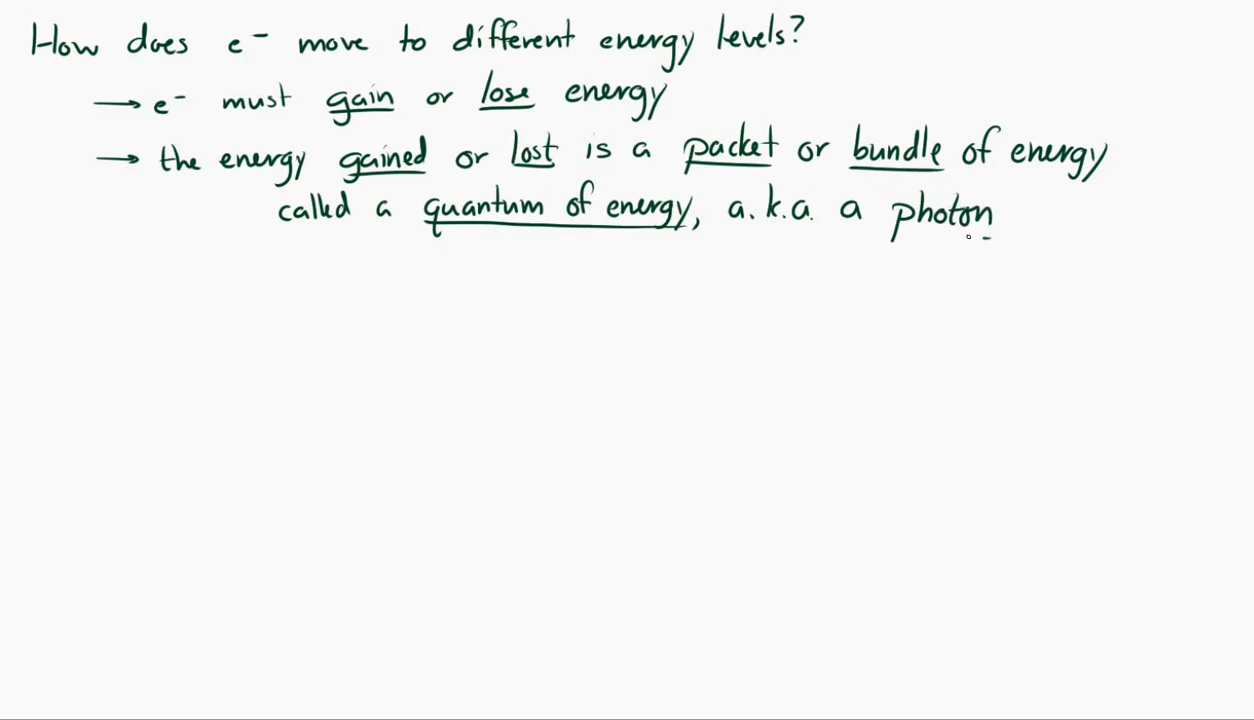 How does e⁻ move to different energy levels?
→ e⁻ must gain or lose energy
→ the energy gained or lost is a packet or bundle of energy
called a quantum of energy, a.k.a. a photon